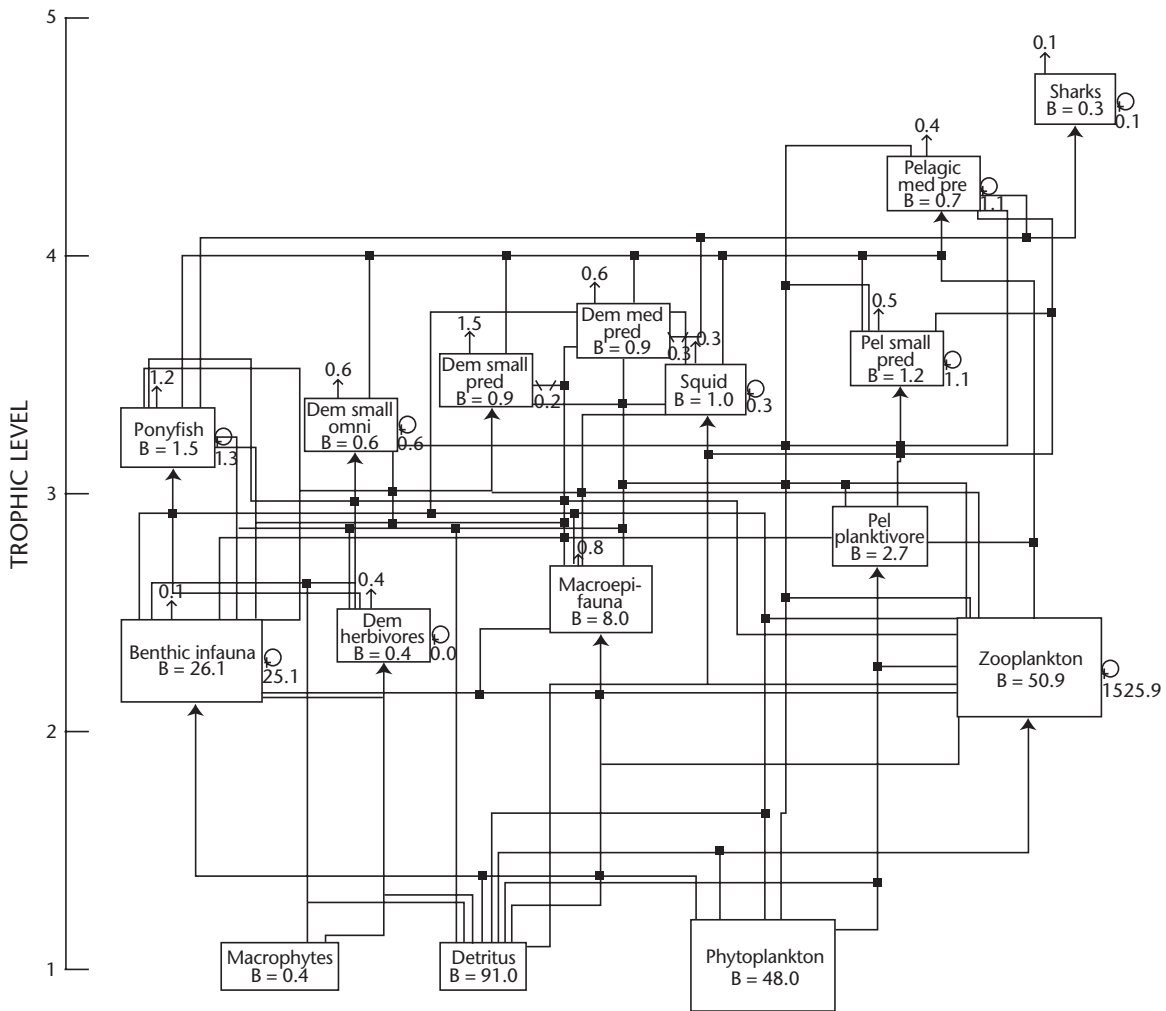 5
0.1
Sharks
B = 0.3
0.1
0.4
Pelagic
med pre
B = 0.7
1.1
4
0.6
Dem med
pred
B = 0.9
0.3
0.3
0.5
Pel small
pred
B = 1.2
1.1
1.5
Dem small
pred
B = 0.9
0.2
Squid
B = 1.0
0.3
0.6
Dem small
omni
B = 0.6
0.6
1.2
Ponyfish
B = 1.5
1.3
TROPHIC LEVEL
3
Pel
planktivore
B = 2.7
0.8
Macroepi-
fauna
B = 8.0
0.4
Dem
herbivores
B = 0.4
0.0
0.1
Benthic infauna
B = 26.1
25.1
Zooplankton
B = 50.9
1525.9
2
Macrophytes
B = 0.4
Detritus
B = 91.0
Phytoplankton
B = 48.0
1